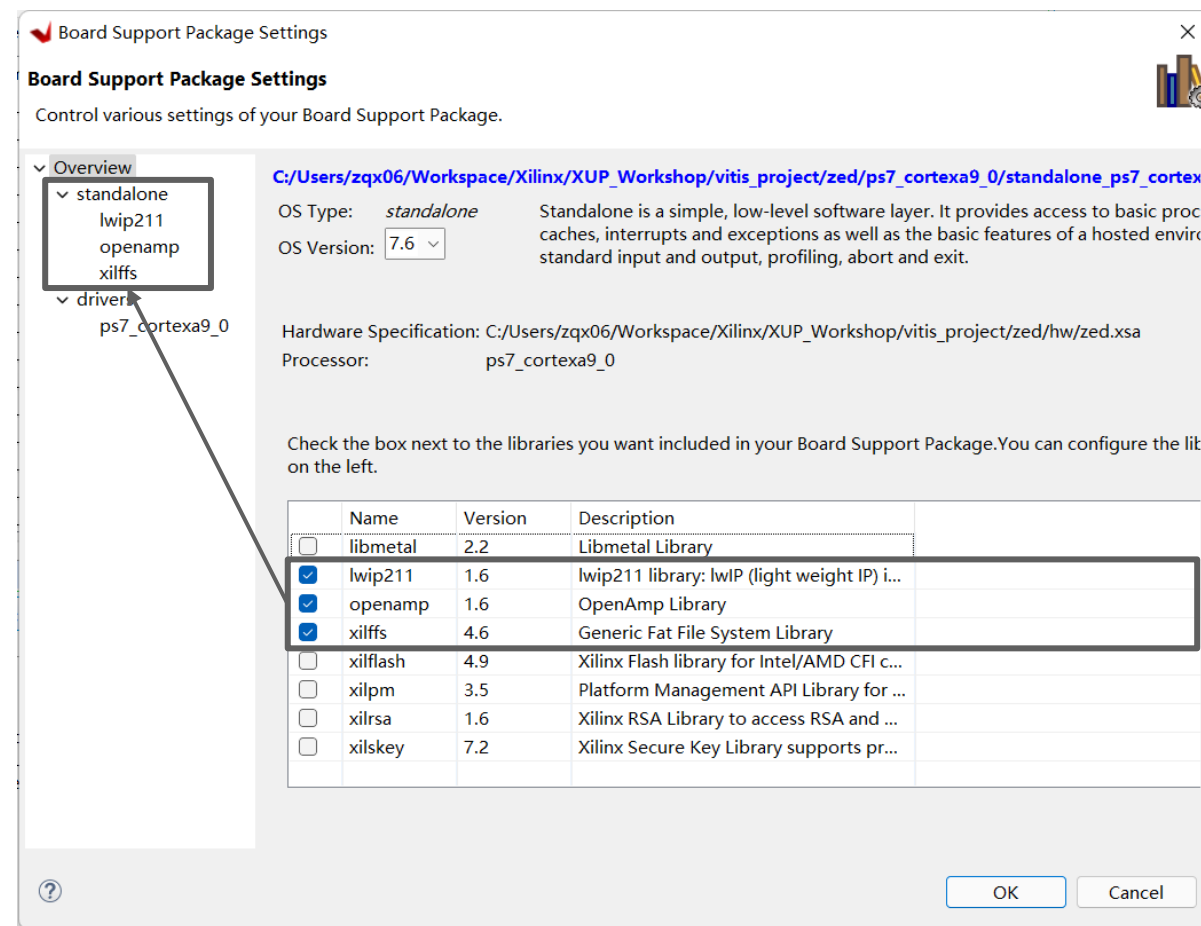 Board Support Package Settings
Board Support Package Settings
Control various settings of your Board Support Package.
Overview
standalone
lwip211
openamp
xilffs
drivers
ps7_cortexa9_0
C:/Users/zqx06/Workspace/Xilinx/XUP_Workshop/vitis_project/zed/ps7_cortexa9_0/standalone_ps7_cortex
OS Type: standalone
OS Version: 7.6
Standalone is a simple, low-level software layer. It provides access to basic proc
caches, interrupts and exceptions as well as the basic features of a hosted enviro
standard input and output, profiling, abort and exit.
Hardware Specification: C:/Users/zqx06/Workspace/Xilinx/XUP_Workshop/vitis_project/zed/hw/zed.xsa
Processor: ps7_cortexa9_0
Check the box next to the libraries you want included in your Board Support Package.You can configure the lib
on the left.
Name Version Description
libmetal 2.2 Libmetal Library
lwip211 1.6 lwip211 library: lwIP (light weight IP) i...
openamp 1.6 OpenAmp Library
xilffs 4.6 Generic Fat File System Library
xilflash 4.9 Xilinx Flash library for Intel/AMD CFI c...
xilpm 3.5 Platform Management API Library for ...
xilrsa 1.6 Xilinx RSA Library to access RSA and ...
xilskey 7.2 Xilinx Secure Key Library supports pr...
?
OK Cancel